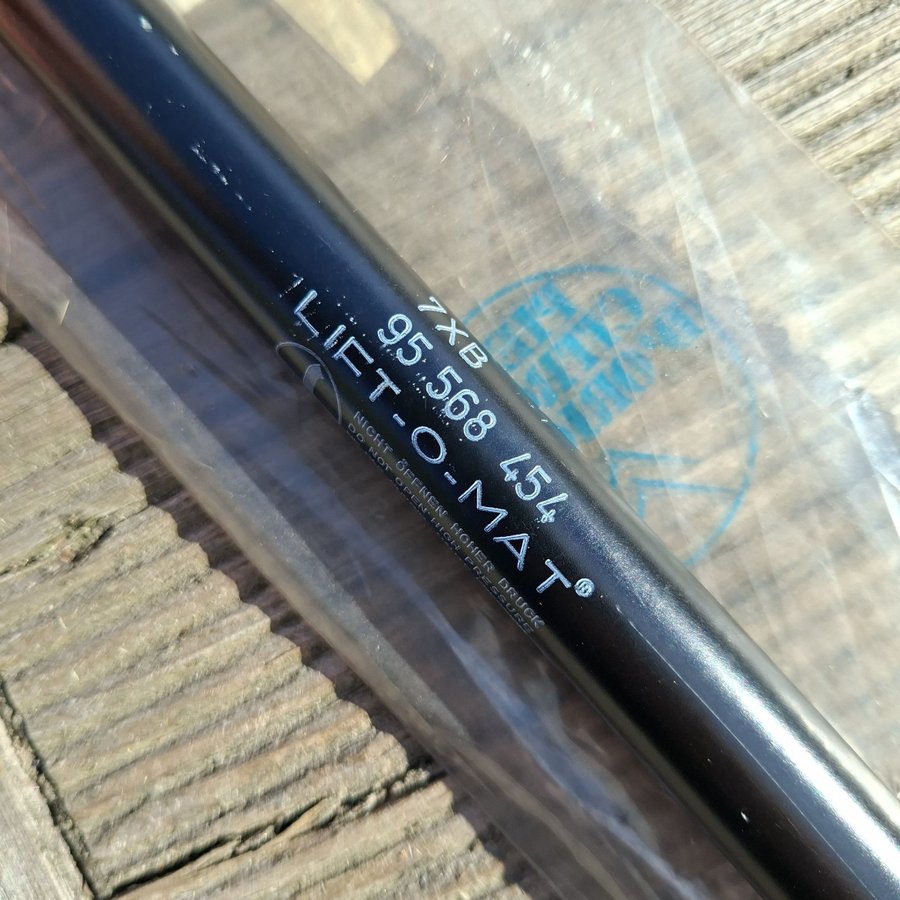 7XB
95 568 454
LIFT-O-MAT®
NICHT ÖFFNEN HOHER DRUCK
DO NOT OPEN HIGH PRESSURE